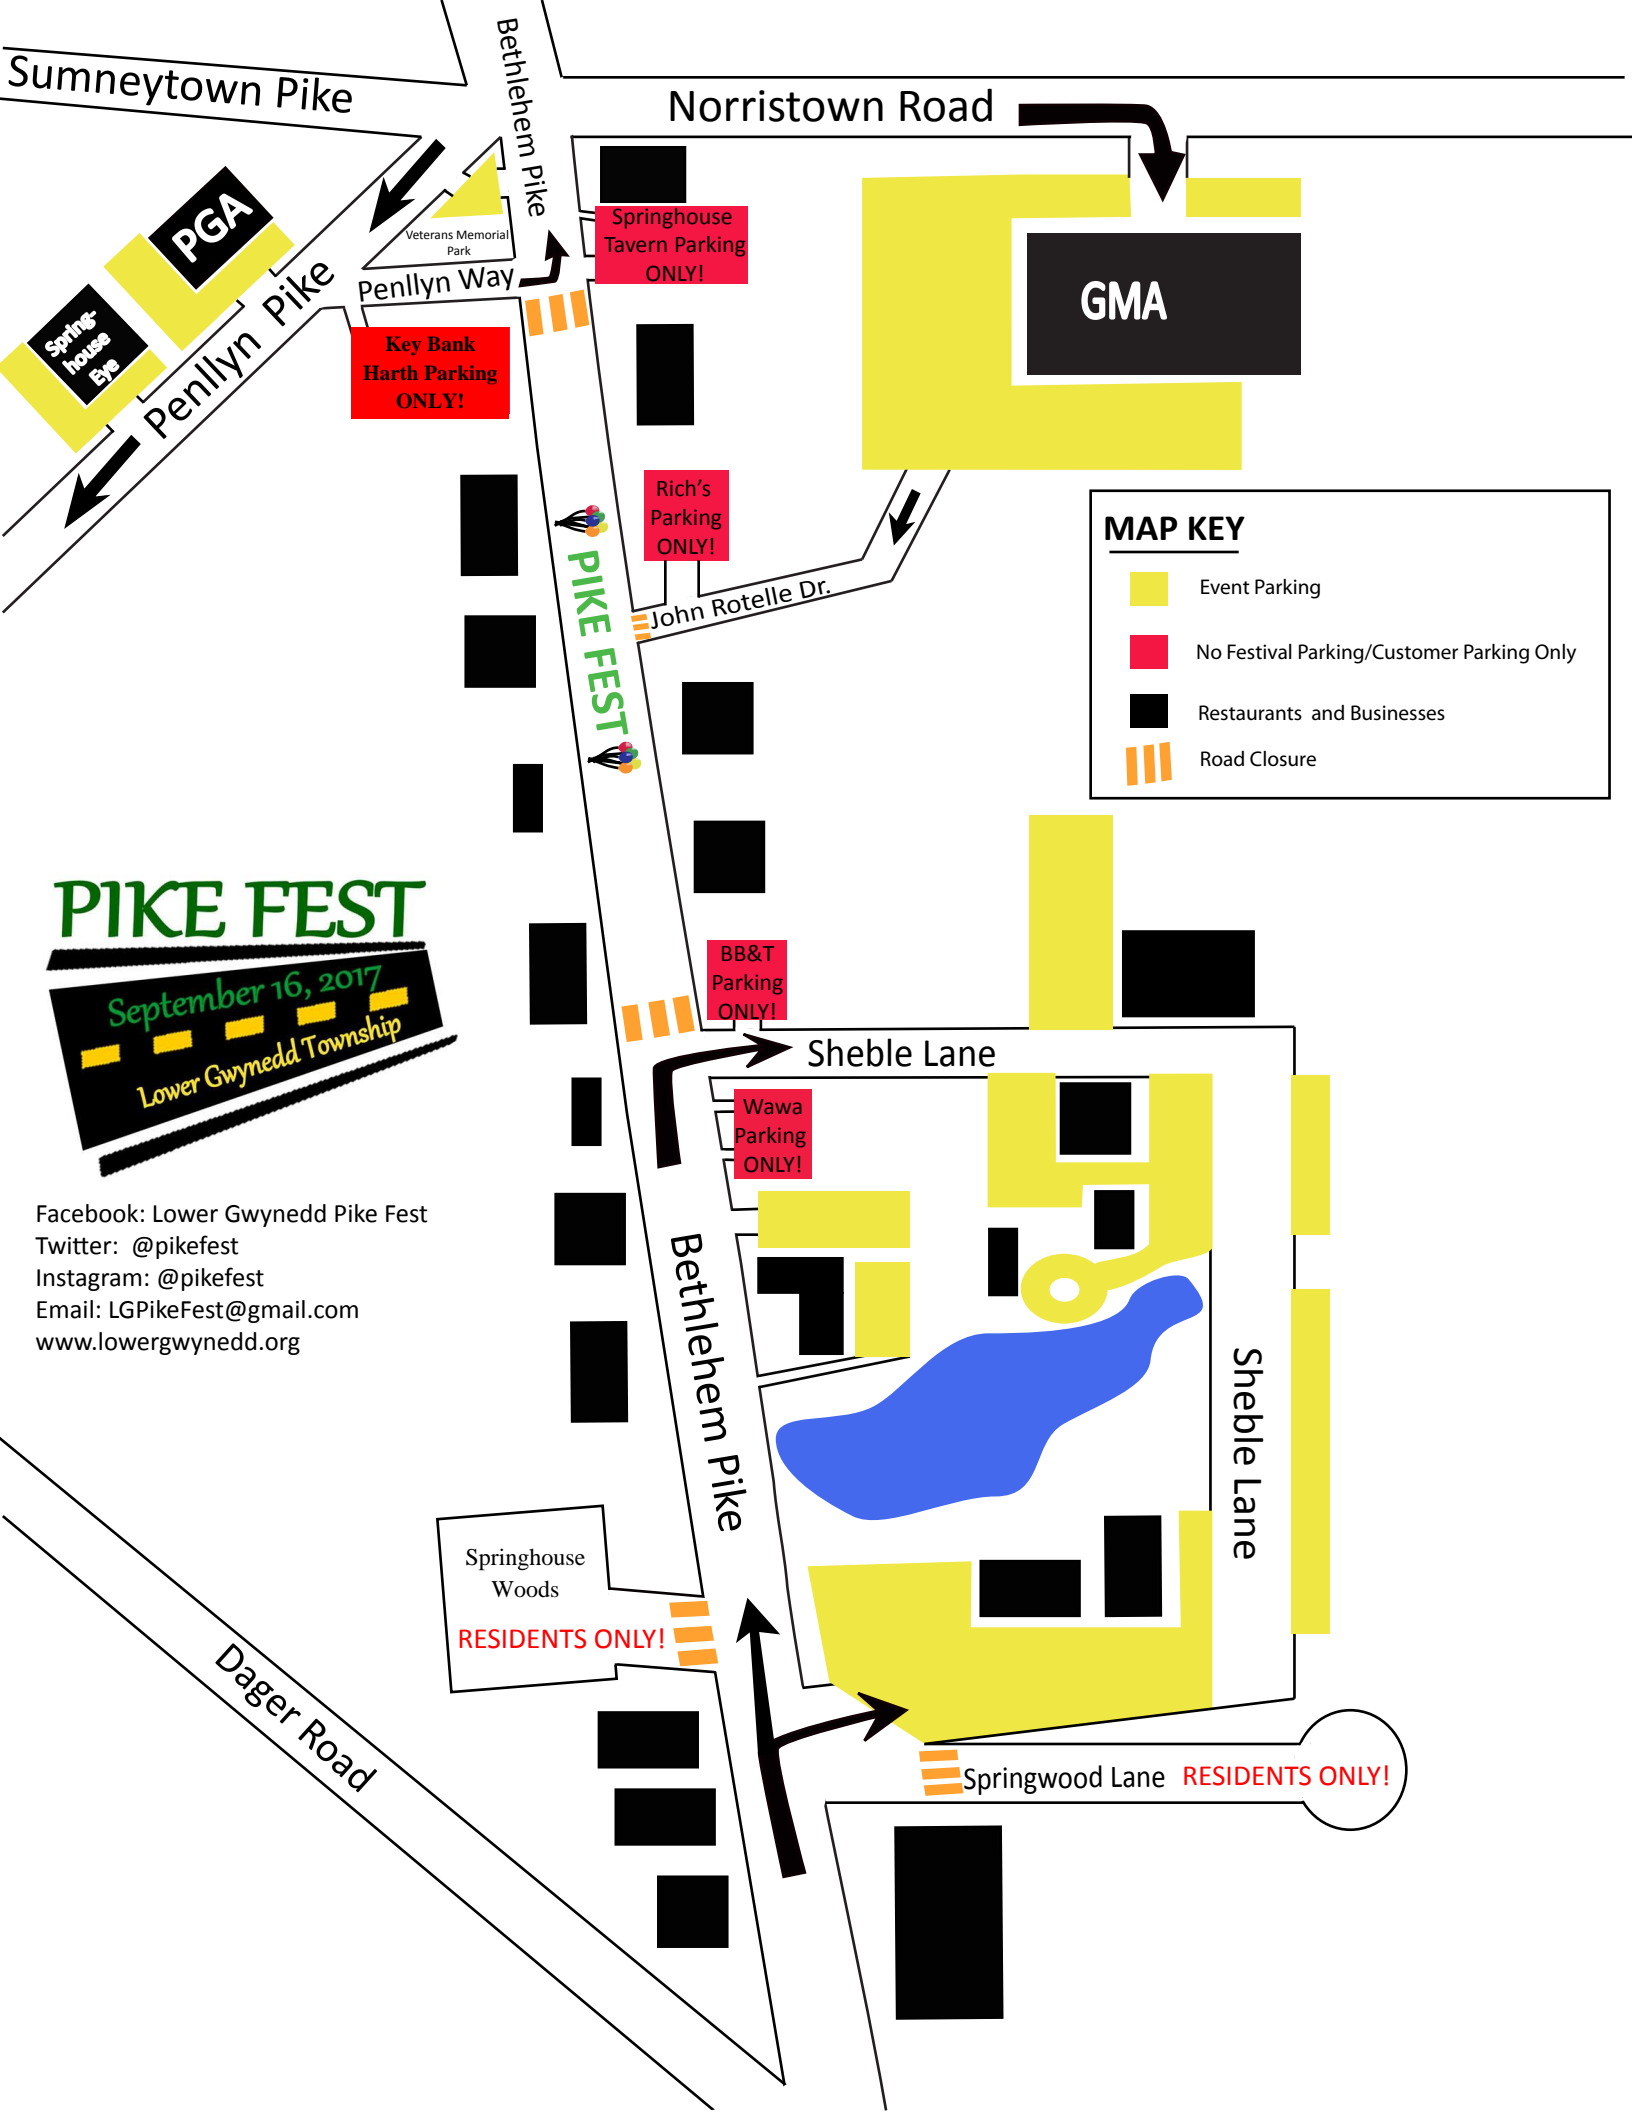 Sumneytown Pike
Bethlehem Pike
Norristown Road
PGA
Spring-
house
Eye
Penllyn Pike
Penllyn Pike
Veterans Memorial
Park
Penllyn Way
Springhouse
Tavern Parking
ONLY!
GMA
Key Bank
Harth Parking
ONLY!
Rich's
Parking
ONLY!
John Rotelle Dr.
PIKE FEST
MAP KEY
Event Parking
No Festival Parking/Customer Parking Only
Restaurants and Businesses
Road Closure
PIKE FEST
September 16, 2017
Lower Gwynedd Township
Facebook: Lower Gwynedd Pike Fest
Twitter: @pikefest
Instagram: @pikefest
Email: LGPikeFest@gmail.com
www.lowergwynedd.org
BB&T
Parking
ONLY!
Sheble Lane
Wawa
Parking
ONLY!
Bethlehem Pike
Sheble Lane
Springhouse
Woods
RESIDENTS ONLY!
Dager Road
Springwood Lane RESIDENTS ONLY!